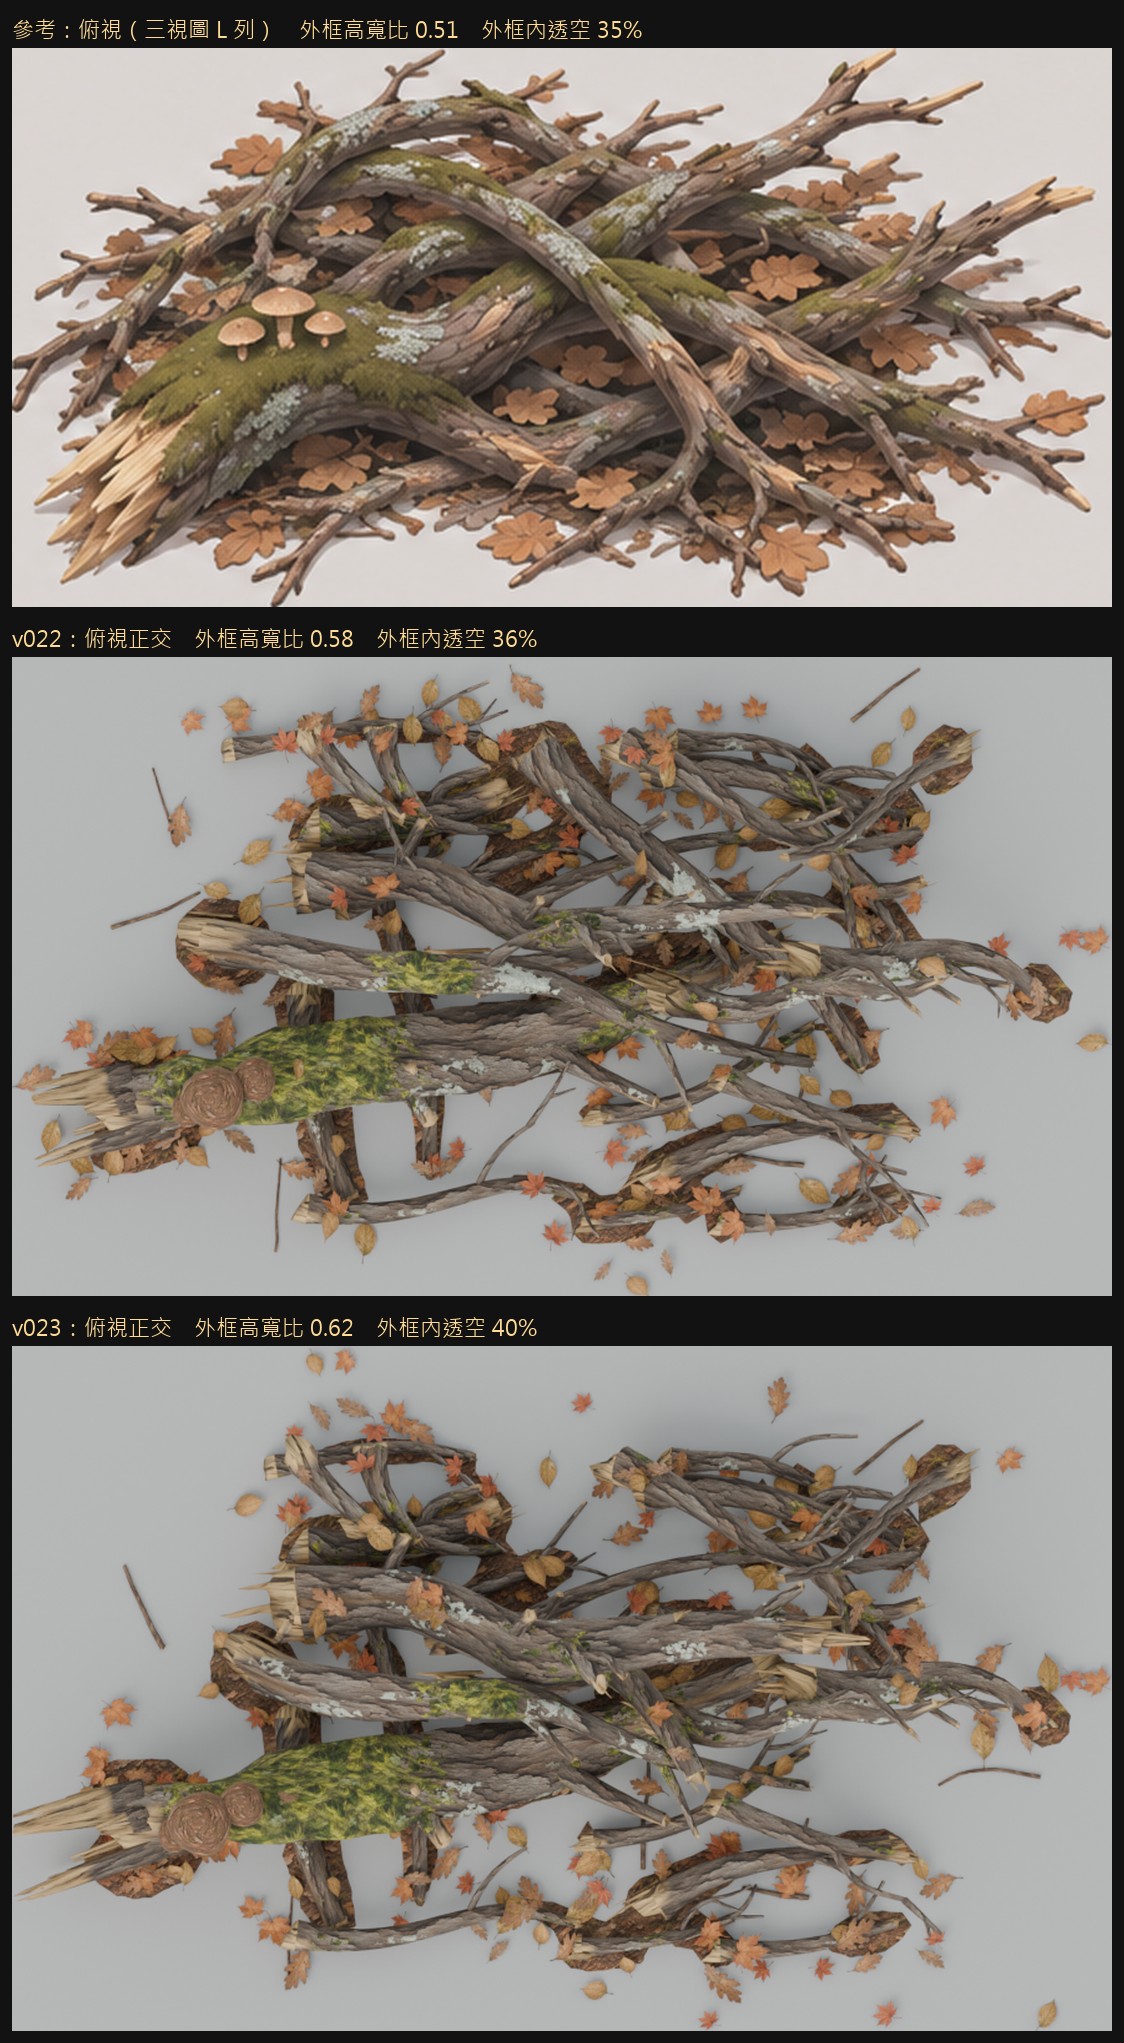 參考：俯視（三視圖 L 列） 外框高寬比 0.51 外框內透空 35%
v022：俯視正交 外框高寬比 0.58 外框內透空 36%
v023：俯視正交 外框高寬比 0.62 外框內透空 40%